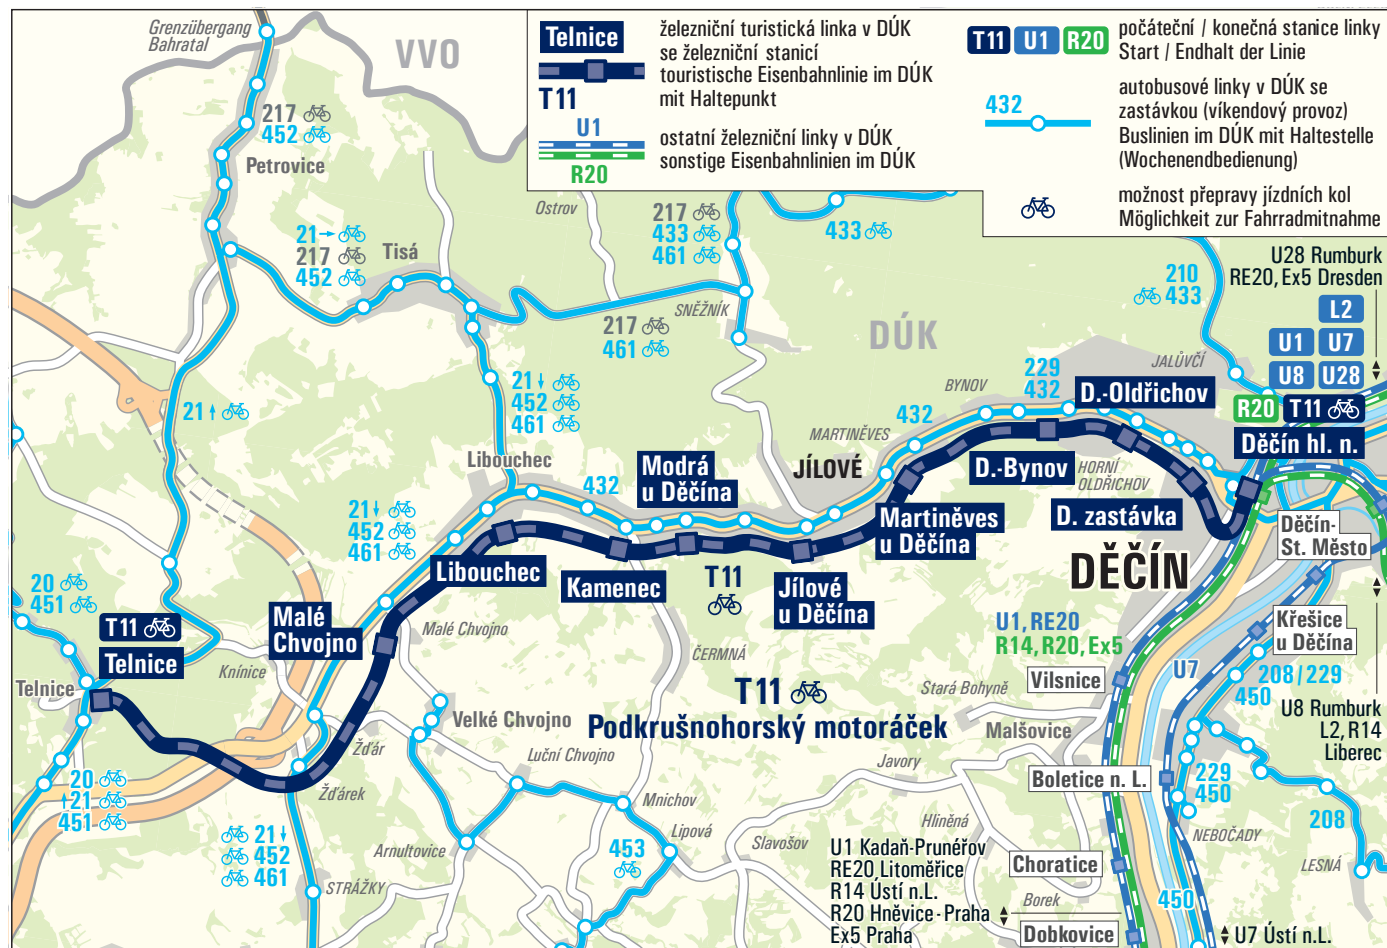 Grenzübergang
Bahratal
VVO
Telnice
železniční turistická linka v DÚK
se železniční stanicí
touristische Eisenbahnlinie im DÚK
mit Haltepunkt
T11
U1
ostatní železniční linky v DÚK
sonstige Eisenbahnlinien im DÚK
R20
T11 U1 R20
počáteční / konečná stanice linky
Start / Endhalt der Linie
432
autobusové linky v DÚK se
zastávkou (víkendový provoz)
Buslinien im DÚK mit Haltestelle
(Wochenendbedienung)
možnost přepravy jízdních kol
Möglichkeit zur Fahrradmitnahme
217
452
Petrovice
Ostrov
21→
217
452
Tisá
217
433
461
433
SNĚŽNÍK
217
461
DÚK
210
433
U28 Rumburk
RE20, Ex5 Dresden
L2
U1 U7
U8 U28
R20 T11
Děčín hl. n.
JALŮVČÍ
BYNOV
229
432
D.-Oldřichov
21↓
452
461
21↑
432
MARTINĚVES
JÍLOVÉ
D.-Bynov
HORNÍ
OLDŘICHOV
D. zastávka
Libouchec
432
Modrá
u Děčína
Martiněves
u Děčína
Děčín-
St. Město
DĚČÍN
21↓
452
461
Libouchec
Kamenec
T11
Jílové
u Děčína
20
451
T11
Telnice
Malé
Chvojno
Malé Chvojno
U1, RE20
R14, R20, Ex5
Křešice
u Děčína
Knínice
Telnice
ČERMNÁ
T11
Podkrušnohorský motoráček
Stará Bohyně
Vilsnice
U7
208/229
450
Malšovice
U8 Rumburk
L2, R14
Liberec
Velké Chvojno
Žďár
Luční Chvojno
Javory
Boletice n. L.
20
↑21
451
Žďárek
Mnichov
229
450
Lipová
Slavošov
Hliněná
NEBOČADY
208
21↓
452
461
Arnultovice
453
U1 Kadaň-Prunéřov
RE20 Litoměřice
R14 Ústí n.L.
R20 Hněvice - Praha
Ex5 Praha
Choratice
LESNÁ
STRÁŽKY
Borek
450
Dobkovice
U7 Ústí n.L.